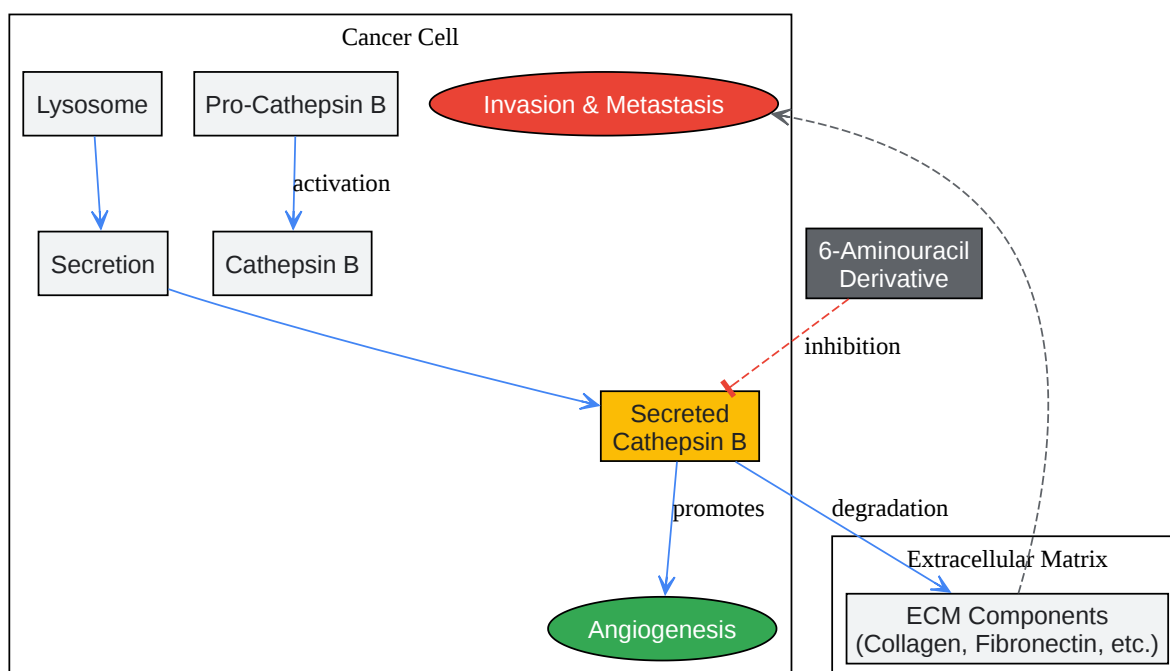 Cancer Cell
Lysosome
Pro-Cathepsin B
Invasion & Metastasis
activation
Secretion
Cathepsin B
6-Aminouracil
Derivative
inhibition
Secreted
Cathepsin B
promotes
degradation
Extracellular Matrix
Angiogenesis
ECM Components
(Collagen, Fibronectin, etc.)